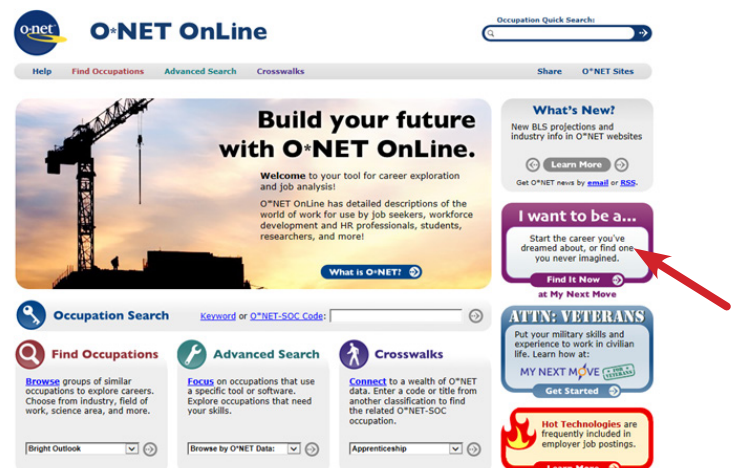 o·net
O*NET OnLine
Occupation Quick Search:
Help Find Occupations Advanced Search Crosswalks Share O*NET Sites
Build your future
with O*NET OnLine.
Welcome to your tool for career exploration
and job analysis!
O*NET OnLine has detailed descriptions of the
world of work for use by job seekers, workforce
development and HR professionals, students,
researchers, and more!
What is O*NET?
What's New?
New BLS projections and
industry info in O*NET websites
Learn More
Get O*NET news by email or RSS.
I want to be a...
Start the career you've
dreamed about, or find one
you never imagined.
Find It Now
at My Next Move
Occupation Search Keyword or O*NET-SOC Code:
Find Occupations
Browse groups of similar
occupations to explore careers.
Choose from industry, field of
work, science area, and more.
Bright Outlook
Advanced Search
Focus on occupations that use
a specific tool or software.
Explore occupations that need
your skills.
Browse by O*NET Data:
Crosswalks
Connect to a wealth of O*NET
data. Enter a code or title from
another classification to find
the related O*NET-SOC
occupation.
Apprenticeship
ATTN: VETERANS
Put your military skills and
experience to work in civilian
life. Learn how at:
MY NEXT MOVE FOR VETERANS
Get Started
Hot Technologies are
frequently included in
employer job postings.
Learn More